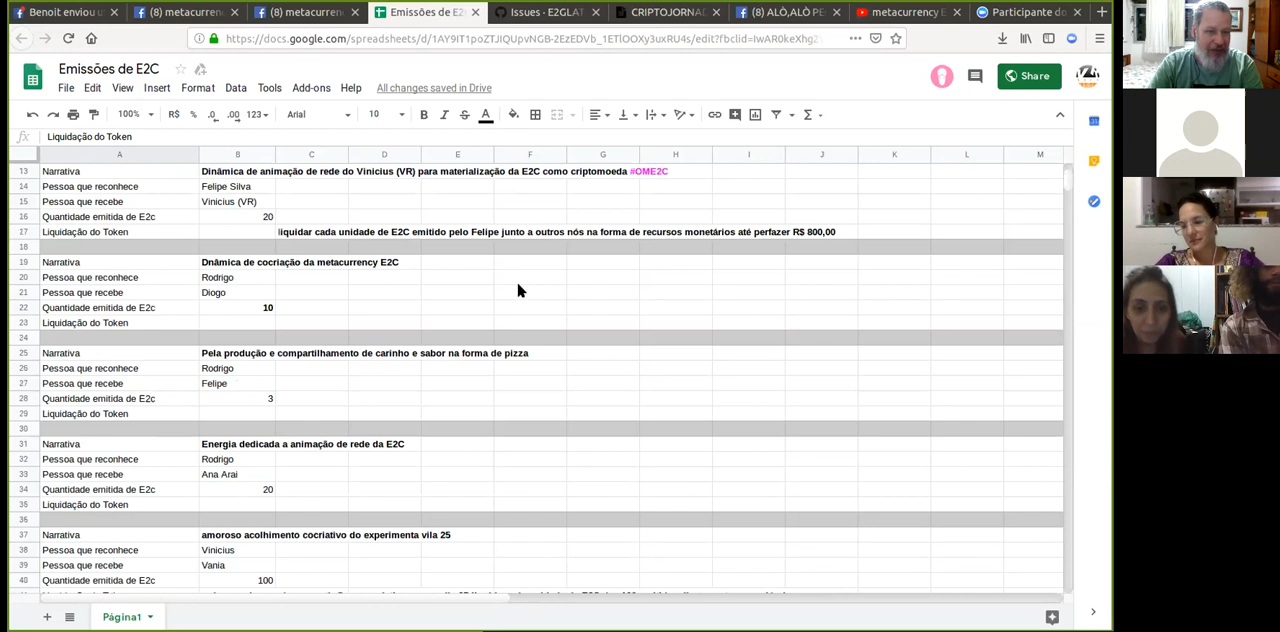 Benoit enviou u
(8) metacurren
(8) metacurren
Emissões de E2
Issues · E2GLAT
CRIPTOJORNA
(8) ALÔ,ALÔ PE
metacurrency E
Participante do
https://docs.google.com/spreadsheets/d/
Emissões de E2C
Share
File Edit View Insert Format Data Tools Add-ons Help All changes saved in Drive
100% R$ % .0 .00 123 Arial 10
fx Liquidação do Token
A B C D E F G H I J K L M
13 Narrativa Dinâmica de animação de rede do Vinicius (VR) para materialização da E2C como criptomoeda #OME2C
14 Pessoa que reconhece Felipe Silva
15 Pessoa que recebe Vinicius (VR)
16 Quantidade emitida de E2c 20
17 Liquidação do Token liquidar cada unidade de E2C emitido pelo Felipe junto a outros nós na forma de recursos monetários até perfazer R$ 800,00
18
19 Narrativa Dnâmica de cocriação da metacurrency E2C
20 Pessoa que reconhece Rodrigo
21 Pessoa que recebe Diogo
22 Quantidade emitida de E2c 10
23 Liquidação do Token
24
25 Narrativa Pela produção e compartilhamento de carinho e sabor na forma de pizza
26 Pessoa que reconhece Rodrigo
27 Pessoa que recebe Felipe
28 Quantidade emitida de E2c 3
29 Liquidação do Token
30
31 Narrativa Energia dedicada a animação de rede da E2C
32 Pessoa que reconhece Rodrigo
33 Pessoa que recebe Ana Arai
34 Quantidade emitida de E2c 20
35 Liquidação do Token
36
37 Narrativa amoroso acolhimento cocriativo do experimenta vila 25
38 Pessoa que reconhece Vinicius
39 Pessoa que recebe Vania
40 Quantidade emitida de E2c 100
Página1